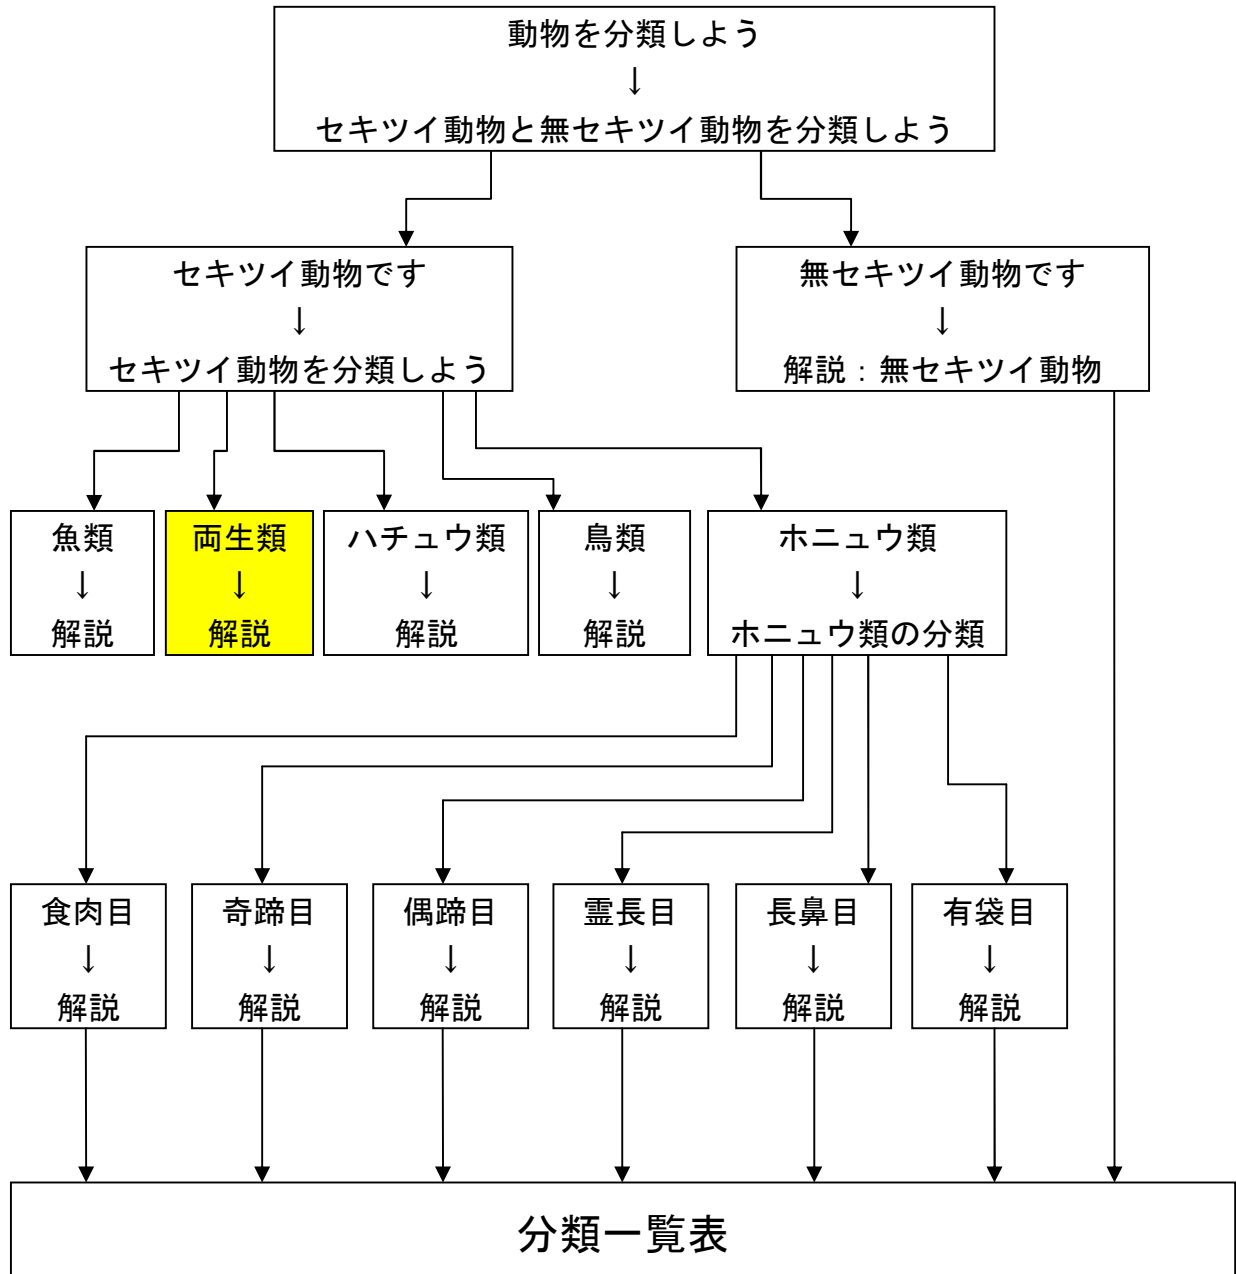 動物を分類しよう
↓
セキツイ動物と無セキツイ動物を分類しよう
セキツイ動物です
↓
セキツイ動物を分類しよう
無セキツイ動物です
↓
解説：無セキツイ動物
魚類
↓
解説
両生類
↓
解説
ハチュウ類
↓
解説
鳥類
↓
解説
ホニュウ類
↓
ホニュウ類の分類
食肉目
↓
解説
奇蹄目
↓
解説
偶蹄目
↓
解説
霊長目
↓
解説
長鼻目
↓
解説
有袋目
↓
解説
分類一覧表